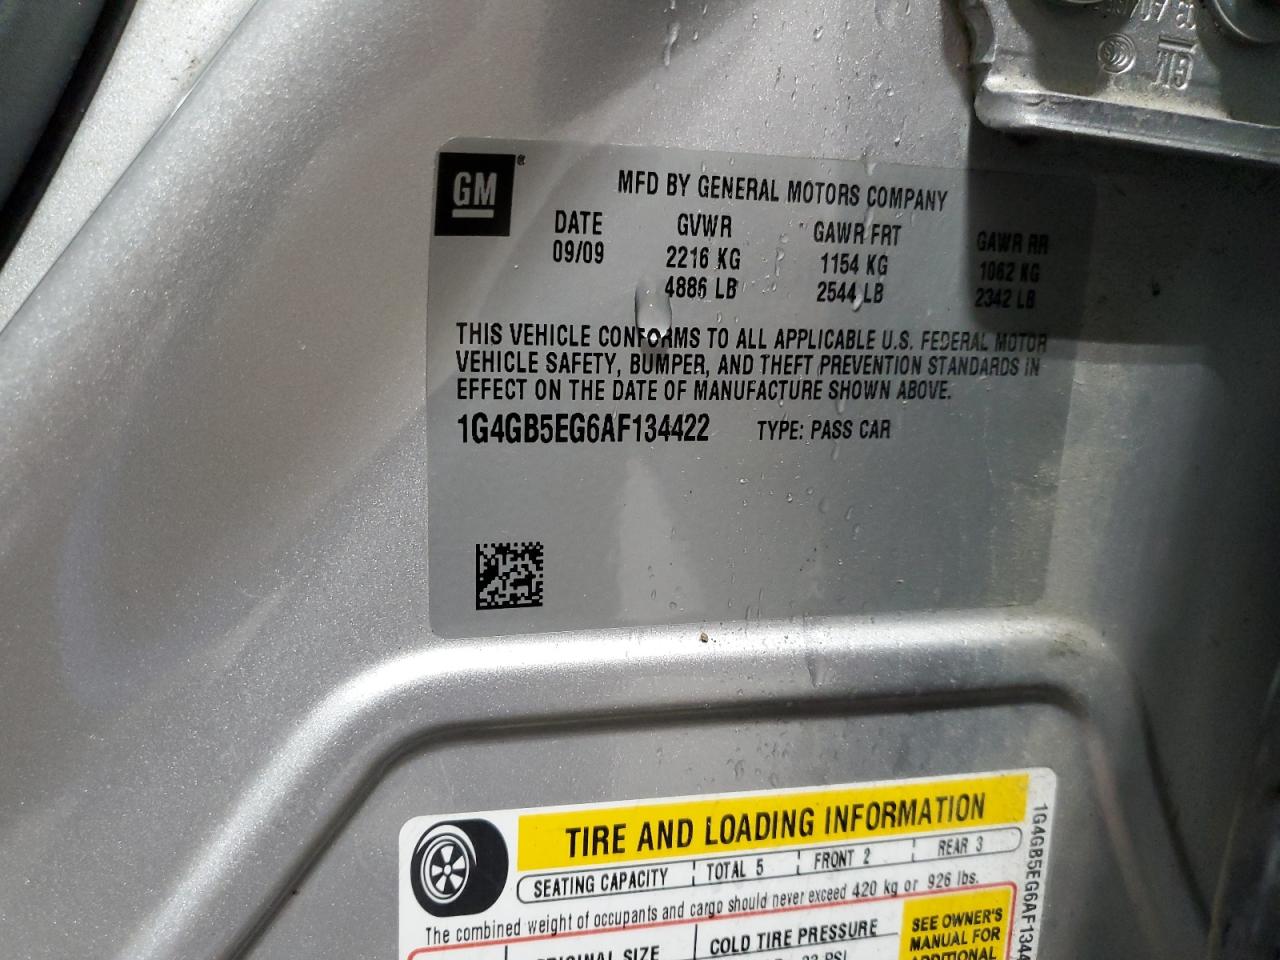 GM
MFD BY GENERAL MOTORS COMPANY
DATE GVWR GAWR FRT GAWR RR
09/09 2216 KG 1154 KG 1062 KG
4886 LB 2544 LB 2342 LB
THIS VEHICLE CONFORMS TO ALL APPLICABLE U.S. FEDERAL MOTOR
VEHICLE SAFETY, BUMPER, AND THEFT PREVENTION STANDARDS IN
EFFECT ON THE DATE OF MANUFACTURE SHOWN ABOVE.
1G4GB5EG6AF134422 TYPE: PASS CAR
TIRE AND LOADING INFORMATION
SEATING CAPACITY TOTAL 5 FRONT 2 REAR 3
The combined weight of occupants and cargo should never exceed 420 kg or 926 lbs.
ORIGINAL SIZE COLD TIRE PRESSURE
SEE OWNER'S
MANUAL FOR
ADDITIONAL
1G4GB5EG6AF134